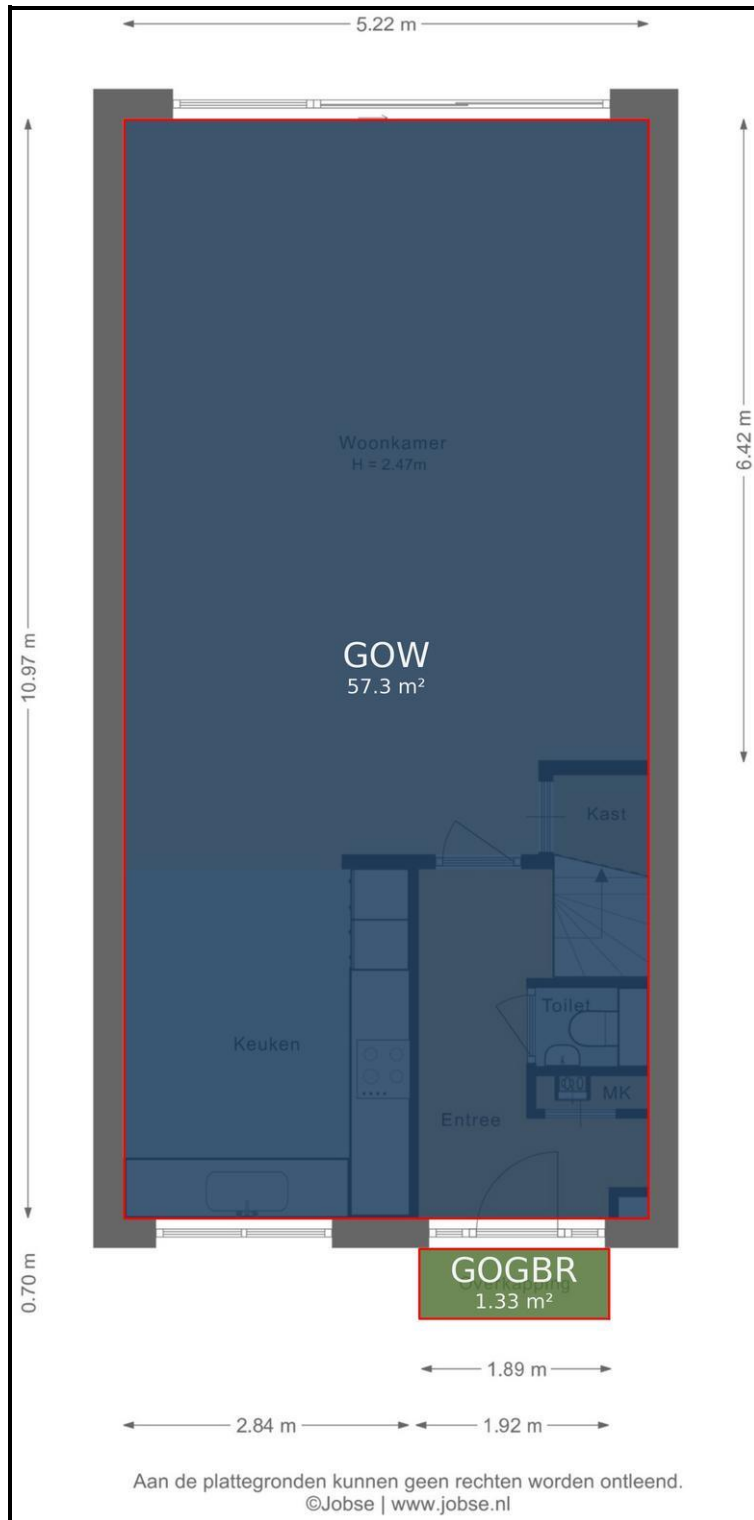 5.22 m
10.97 m
6.42 m
Woonkamer
H = 2.47m
GOW
57.3 m²
Kast
Toilet
Keuken
MK
Entree
0.70 m
GOGBR
Overkapping
1.33 m²
1.89 m
2.84 m
1.92 m
Aan de plattegronden kunnen geen rechten worden ontleend.
©Jobse | www.jobse.nl